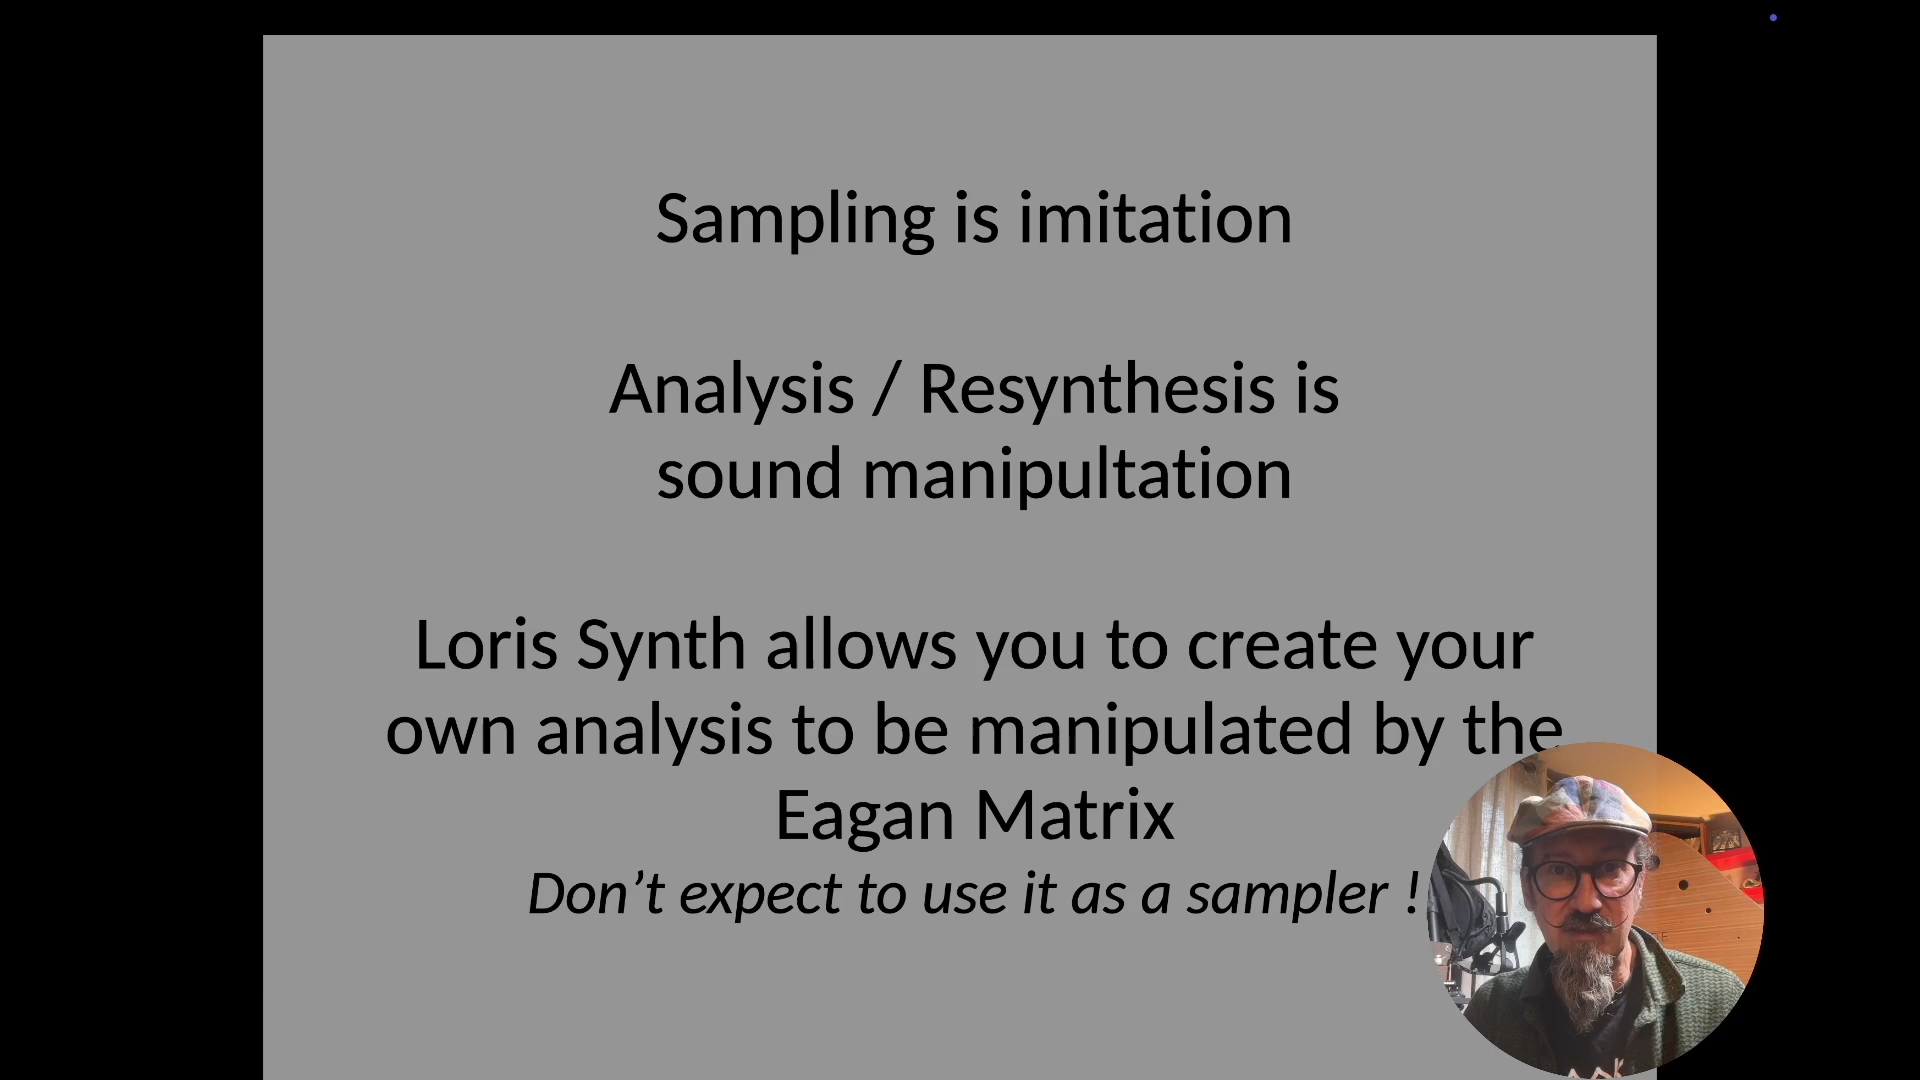 Sampling is imitation
Analysis / Resynthesis is
sound manipultation
Loris Synth allows you to create your
own analysis to be manipulated by the
Eagan Matrix
Don’t expect to use it as a sampler !